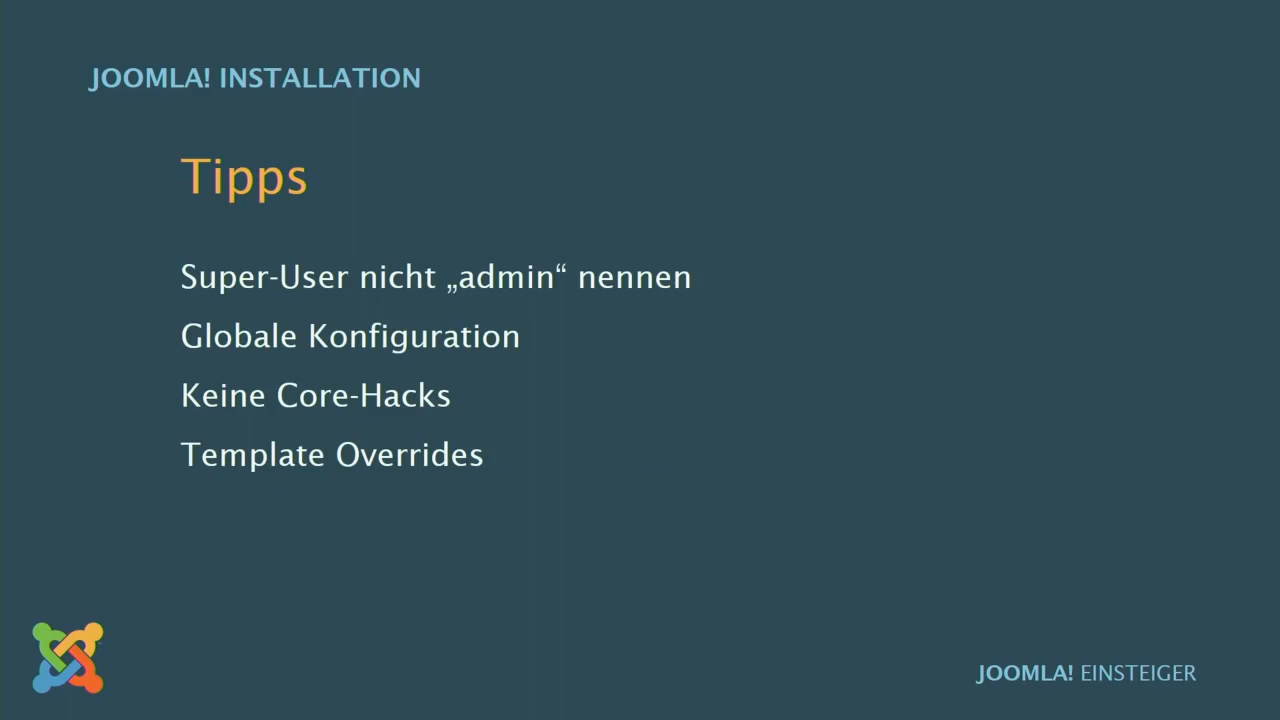 JOOMLA! INSTALLATION
Tipps
Super-User nicht „admin“ nennen
Globale Konfiguration
Keine Core-Hacks
Template Overrides
JOOMLA! EINSTEIGER